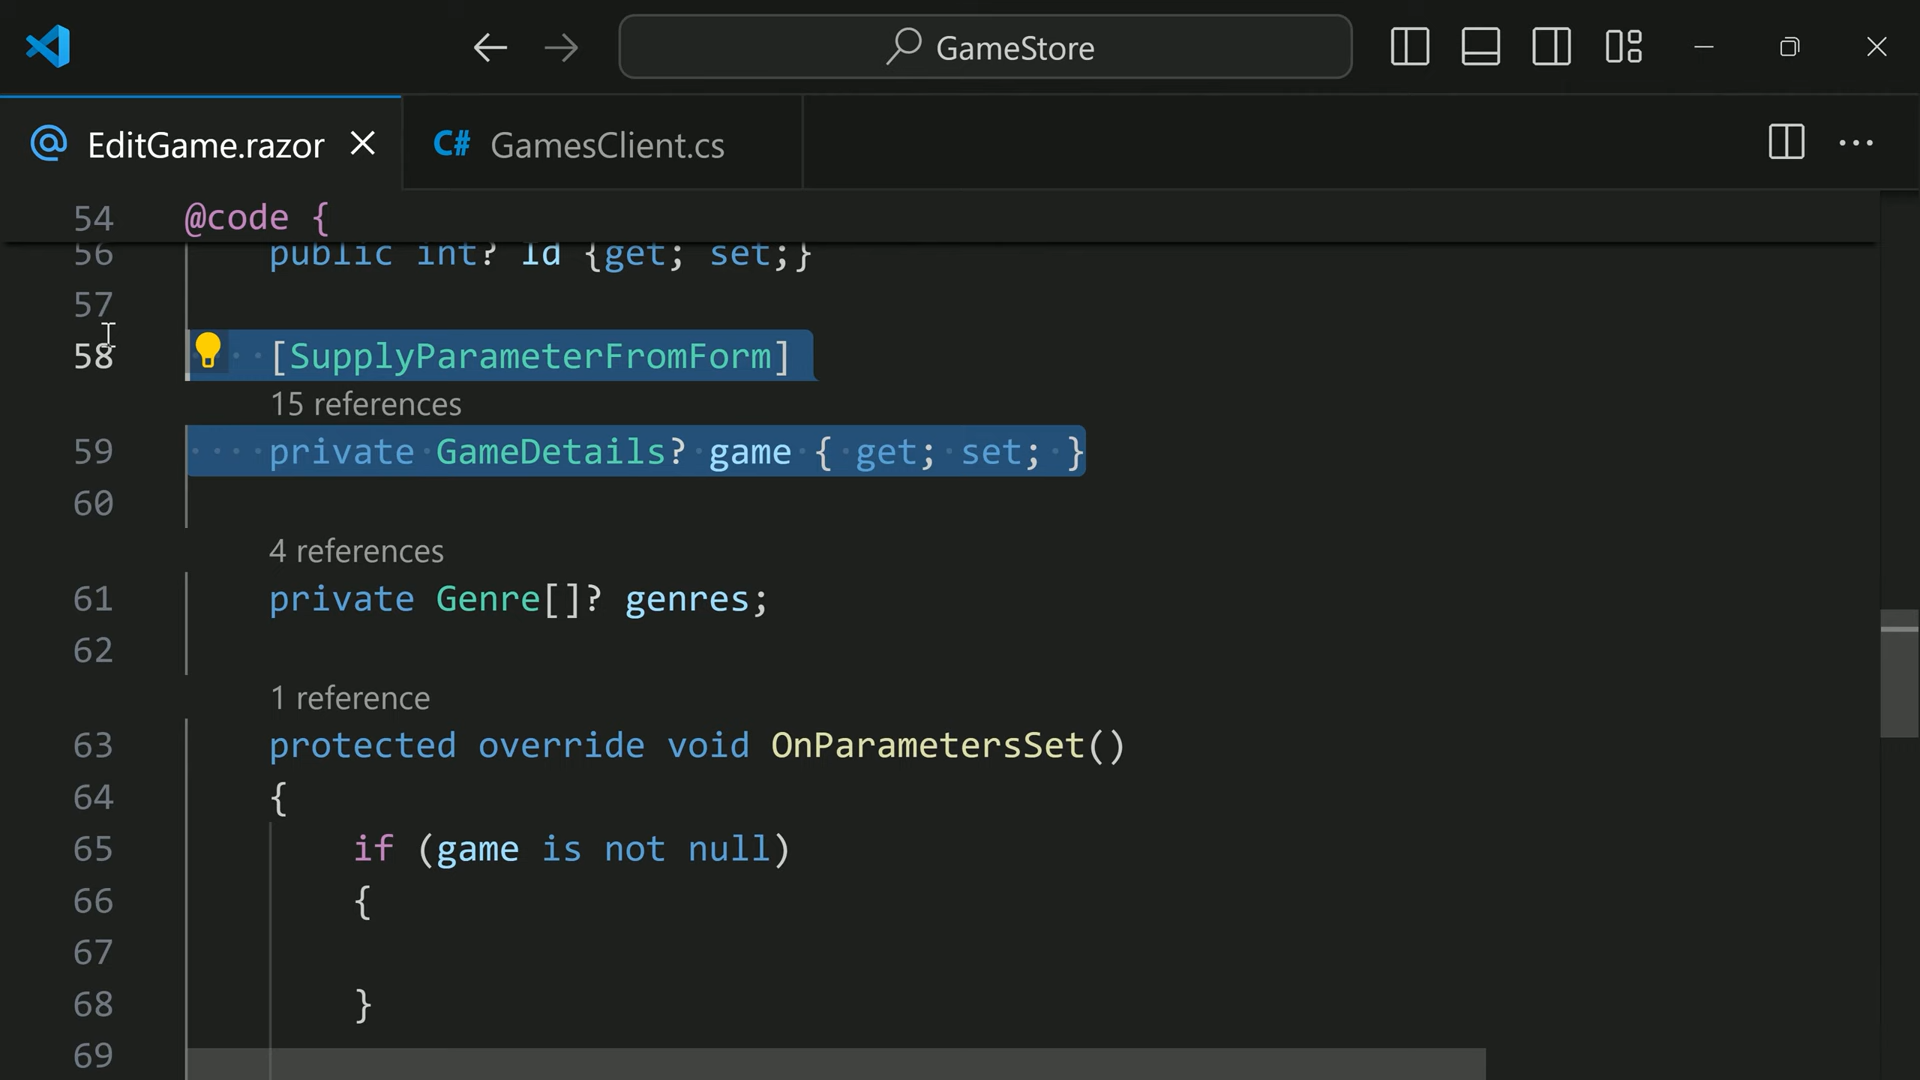 GameStore
EditGame.razor
C# GamesClient.cs
54 @code {
56 public int? Id {get; set;}
57
58 [SupplyParameterFromForm]
15 references
59 private GameDetails? game { get; set; }
60
4 references
61 private Genre[]? genres;
62
1 reference
63 protected override void OnParametersSet()
64 {
65 if (game is not null)
66 {
67
68 }
69